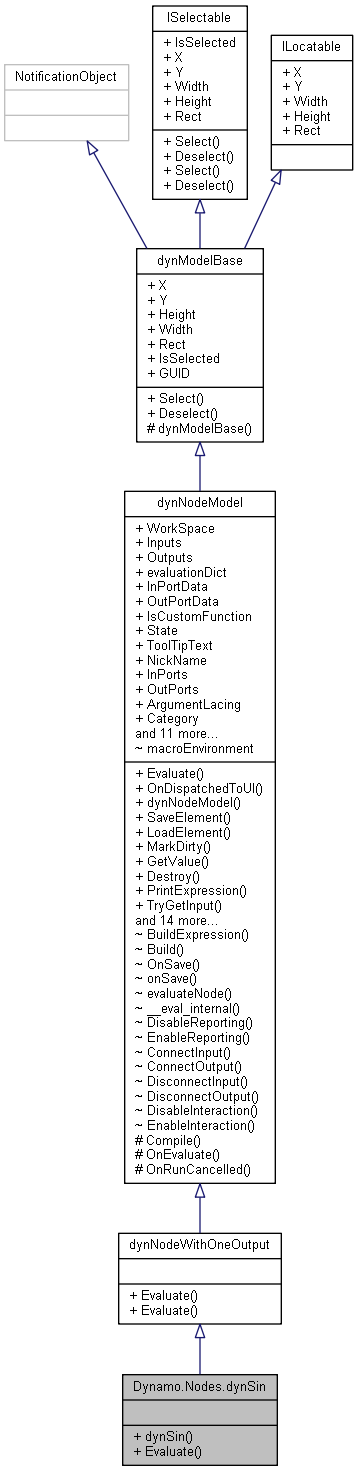 ISelectable
+ IsSelected
+ X
+ Y
+ Width
+ Height
+ Rect
+ Select()
+ Deselect()
+ Select()
+ Deselect()
ILocatable
+ X
+ Y
+ Width
+ Height
+ Rect
NotificationObject
dynModelBase
+ X
+ Y
+ Height
+ Width
+ Rect
+ IsSelected
+ GUID
+ Select()
+ Deselect()
# dynModelBase()
dynNodeModel
+ WorkSpace
+ Inputs
+ Outputs
+ evaluationDict
+ InPortData
+ OutPortData
+ IsCustomFunction
+ State
+ ToolTipText
+ NickName
+ InPorts
+ OutPorts
+ ArgumentLacing
+ Category
and 11 more...
~ macroEnvironment
+ Evaluate()
+ OnDispatchedToUI()
+ dynNodeModel()
+ SaveElement()
+ LoadElement()
+ MarkDirty()
+ GetValue()
+ Destroy()
+ PrintExpression()
+ TryGetInput()
and 14 more...
~ BuildExpression()
~ Build()
~ OnSave()
~ onSave()
~ evaluateNode()
~ __eval_internal()
~ DisableReporting()
~ EnableReporting()
~ ConnectInput()
~ ConnectOutput()
~ DisconnectInput()
~ DisconnectOutput()
~ DisableInteraction()
~ EnableInteraction()
# Compile()
# OnEvaluate()
# OnRunCancelled()
dynNodeWithOneOutput
+ Evaluate()
+ Evaluate()
Dynamo.Nodes.dynSin
+ dynSin()
+ Evaluate()